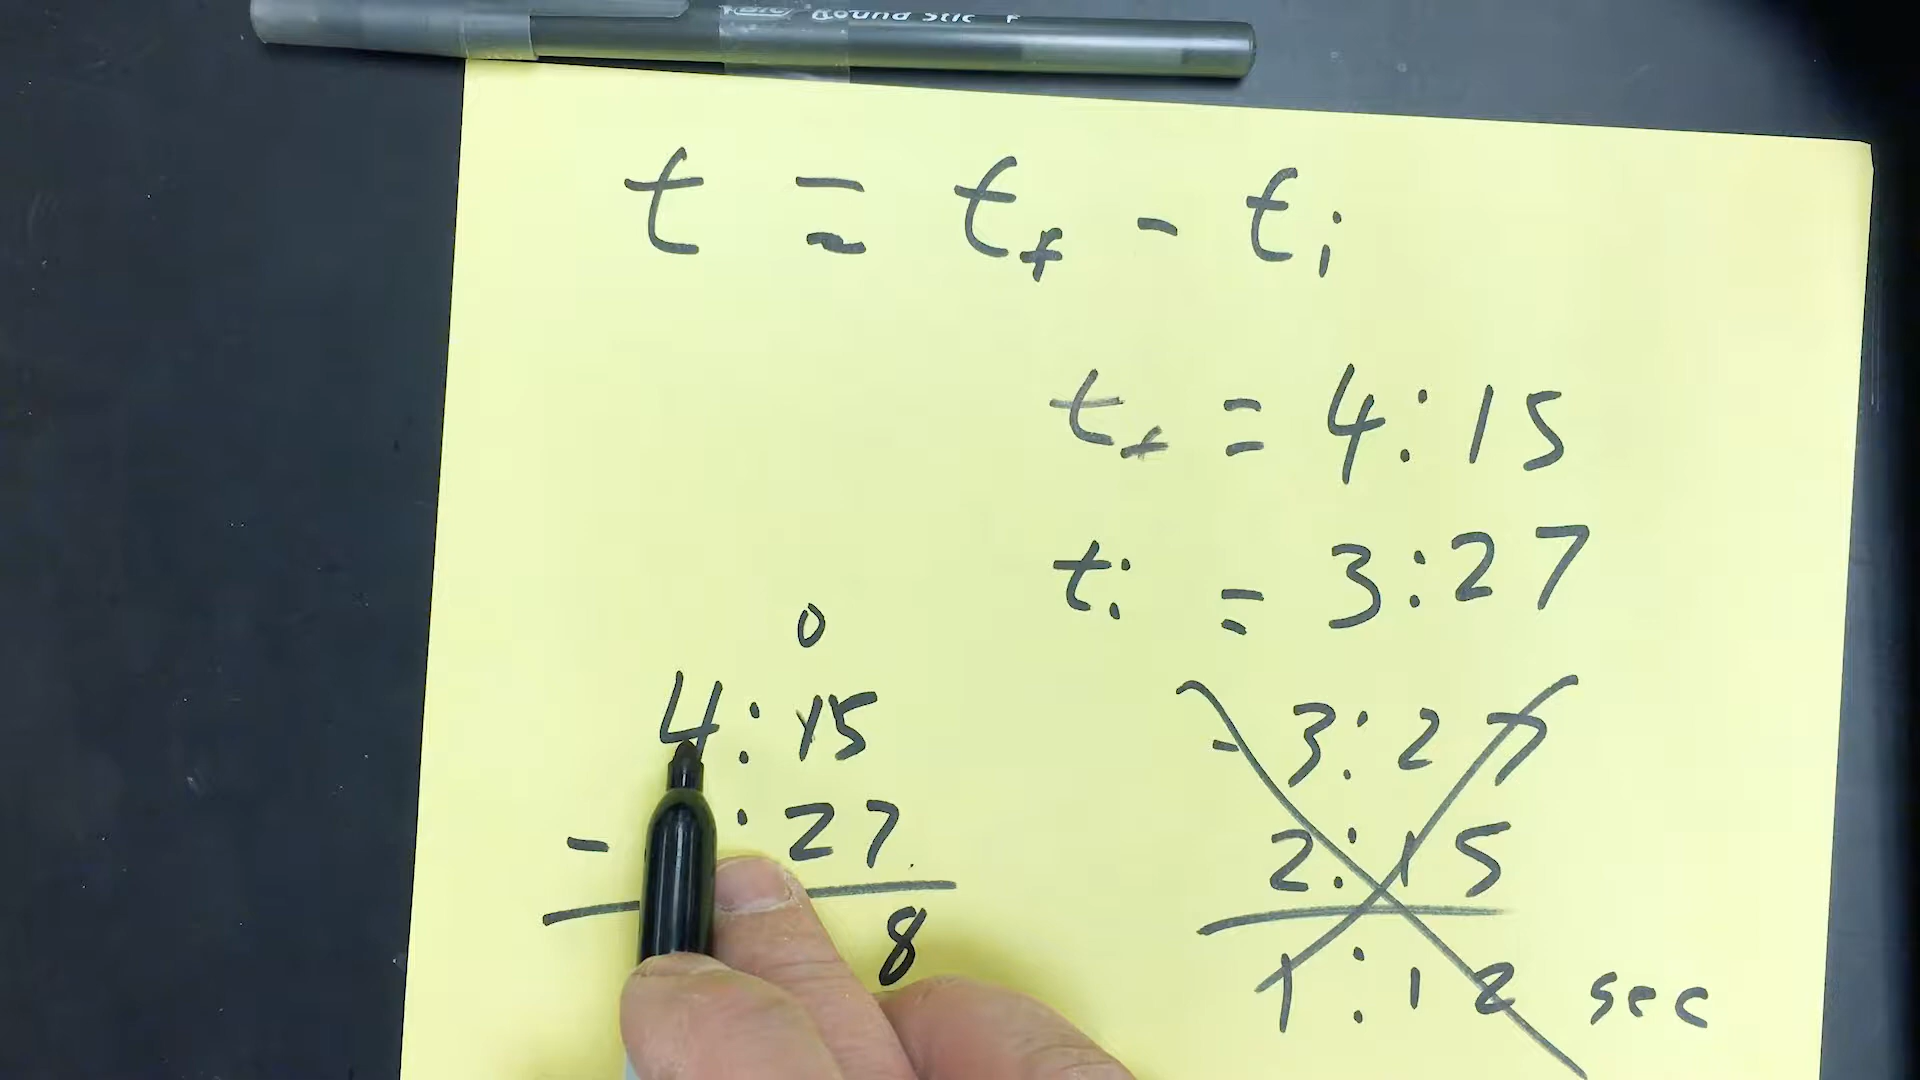 Round Stic
t = tf - ti
tf = 4:15
ti = 3:27
0
4:15
- :27
8
- 3:27
2:15
1:12 sec